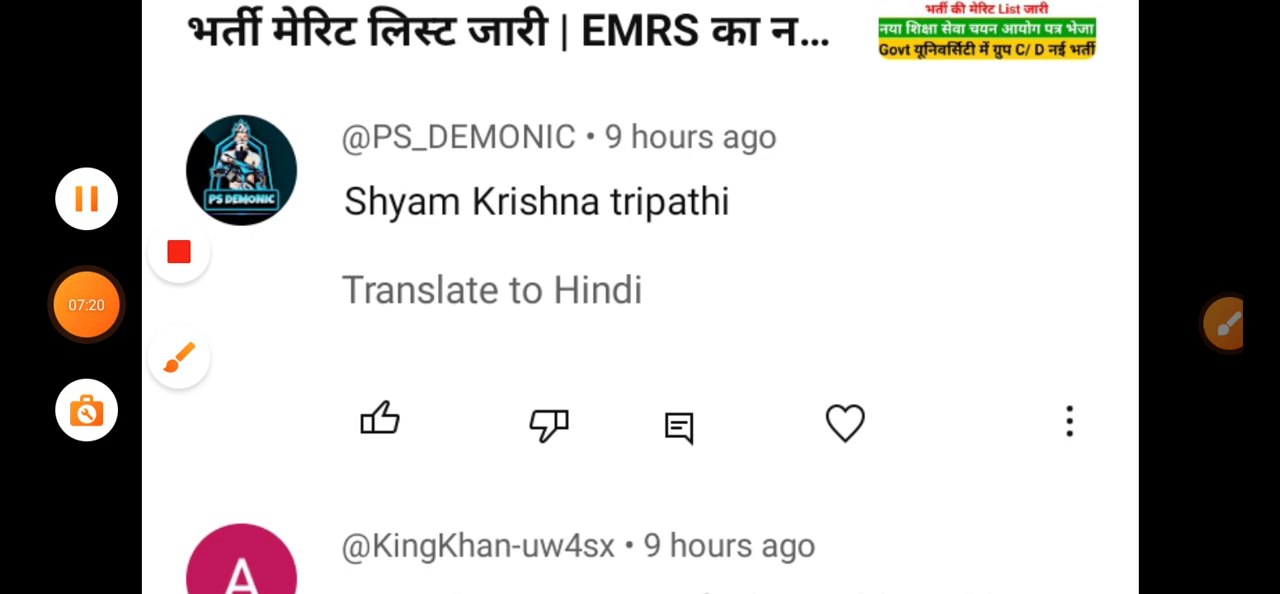 भर्ती मेरिट लिस्ट जारी | EMRS का न...
भर्ती की मेरिट List जारी
नया शिक्षा सेवा चयन आयोग पत्र भेजा
Govt यूनिवर्सिटी में ग्रुप C/ D नई भर्ती
@PS_DEMONIC • 9 hours ago
PS DEMONIC
Shyam Krishna tripathi
07:20
Translate to Hindi
@KingKhan-uw4sx • 9 hours ago
A